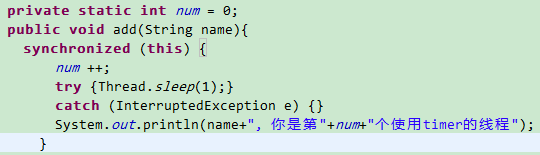 private static int num = 0;
public void add(String name){
synchronized (this) {
num ++;
try {Thread.sleep(1);}
catch (InterruptedException e) {}
System.out.println(name+", 你是第"+num+"个使用timer的线程");
}